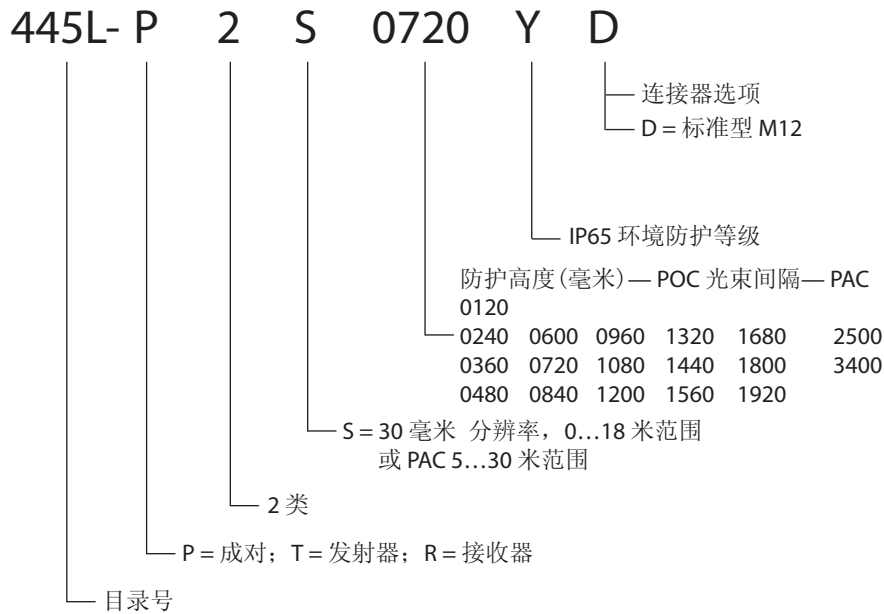 445L- P 2 S 0720 Y D
连接器选项
D = 标准型 M12
IP65 环境防护等级
防护高度(毫米)— POC 光束间隔— PAC
0120
0240 0600 0960 1320 1680 2500
0360 0720 1080 1440 1800 3400
0480 0840 1200 1560 1920
S = 30 毫米 分辨率，0…18 米范围
或 PAC 5…30 米范围
2 类
P = 成对；T = 发射器；R = 接收器
目录号